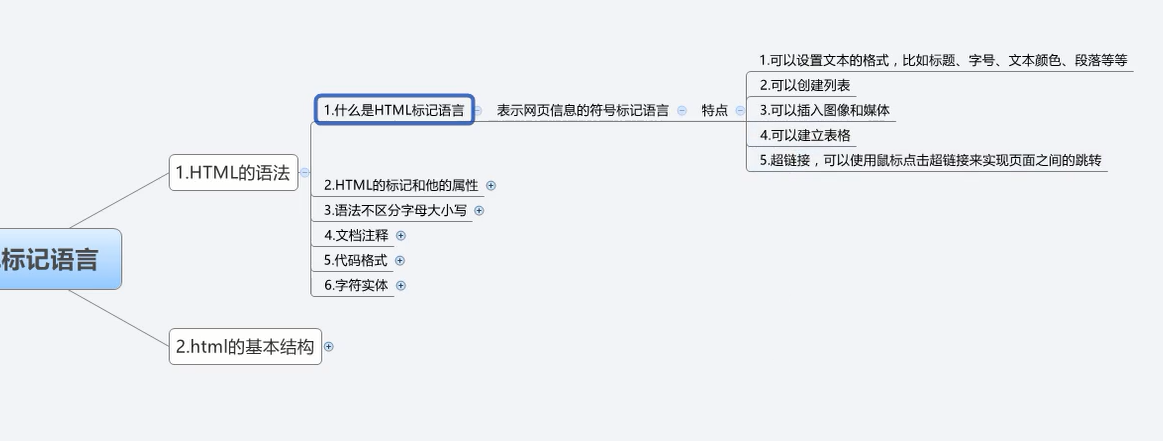 1.可以设置文本的格式，比如标题、字号、文本颜色、段落等等
2.可以创建列表
1.什么是HTML标记语言 表示网页信息的符号标记语言 特点 3.可以插入图像和媒体
4.可以建立表格
5.超链接，可以使用鼠标点击超链接来实现页面之间的跳转
1.HTML的语法
2.HTML的标记和他的属性
3.语法不区分字母大小写
4.文档注释
5.代码格式
6.字符实体
标记语言
2.html的基本结构